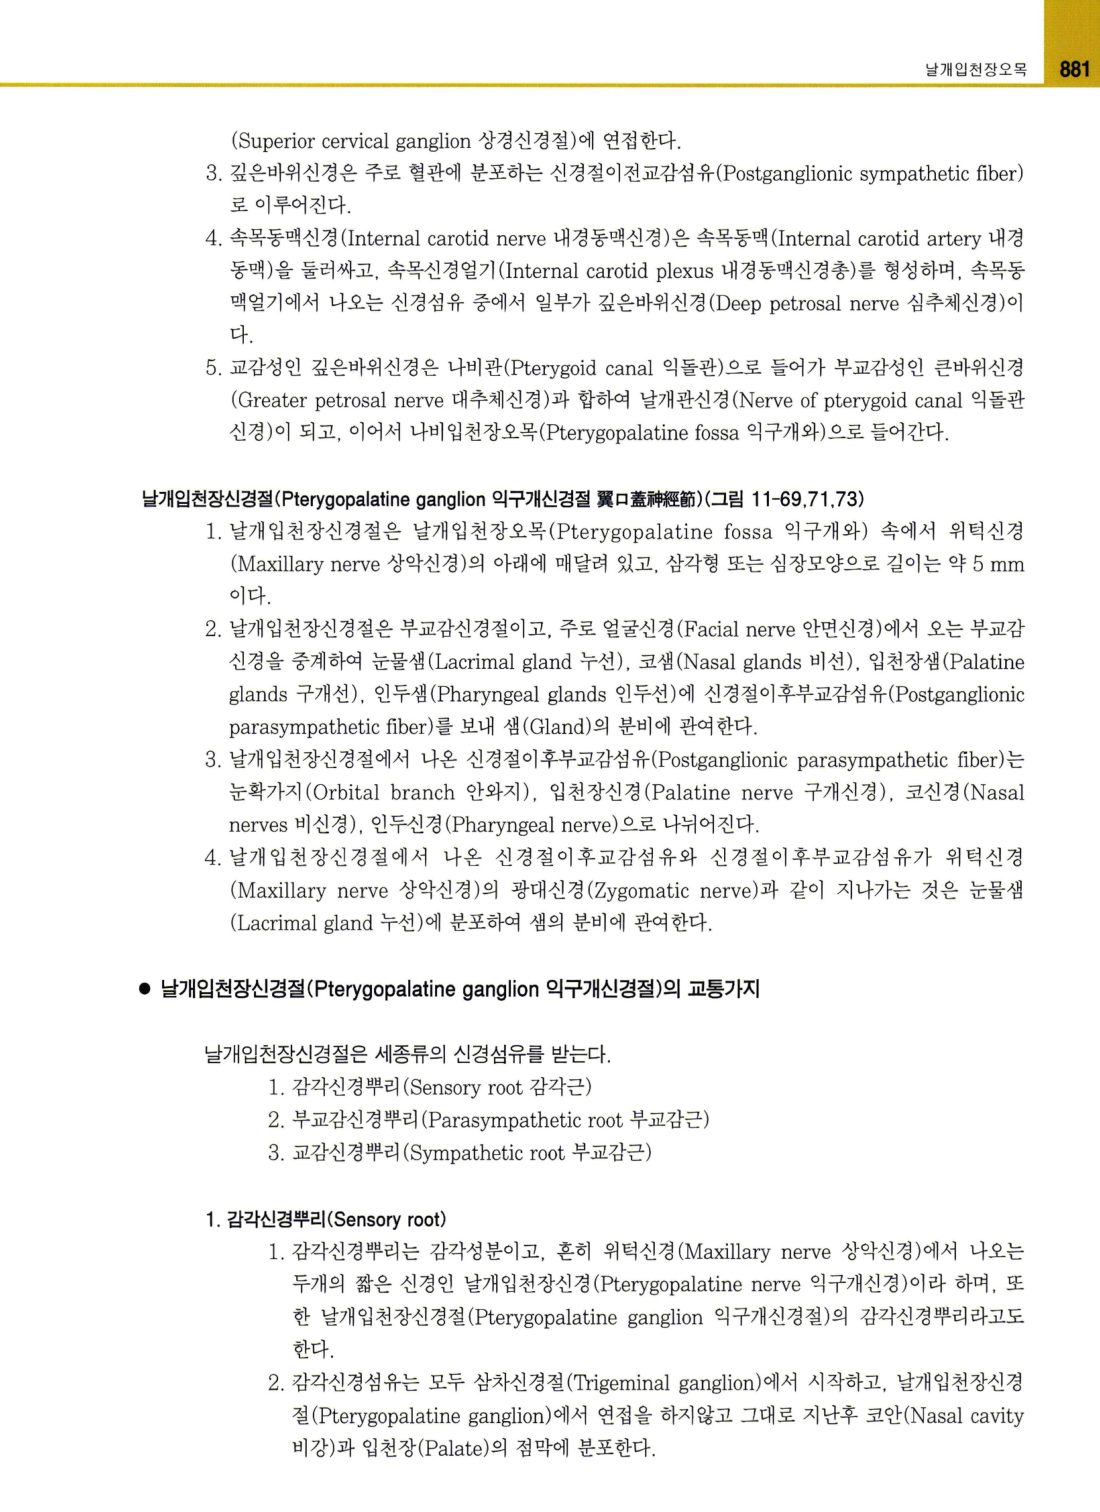 날개입천장오목 881
(Superior cervical ganglion 상경신경절)에 연접한다.
3. 깊은바위신경은 주로 혈관에 분포하는 신경절이전교감섬유(Postganglionic sympathetic fiber)
로 이루어진다.
4. 속목동맥신경(Internal carotid nerve 내경동맥신경)은 속목동맥(Internal carotid artery 내경
동맥)을 둘러싸고, 속목신경얼기(Internal carotid plexus 내경동맥신경총)를 형성하며, 속목동
맥얼기에서 나오는 신경섬유 중에서 일부가 깊은바위신경(Deep petrosal nerve 심추체신경)이
다.
5. 교감성인 깊은바위신경은 나비관(Pterygoid canal 익돌관)으로 들어가 부교감성인 큰바위신경
(Greater petrosal nerve 대추체신경)과 합하여 날개관신경(Nerve of pterygoid canal 익돌관
신경)이 되고, 이어서 나비입천장오목(Pterygopalatine fossa 익구개와)으로 들어간다.
날개입천장신경절(Pterygopalatine ganglion 익구개신경절 翼口蓋神經節)(그림 11-69,71,73)
1. 날개입천장신경절은 날개입천장오목(Pterygopalatine fossa 익구개와) 속에서 위턱신경
(Maxillary nerve 상악신경)의 아래에 매달려 있고, 삼각형 또는 심장모양으로 길이는 약 5 mm
이다.
2. 날개입천장신경절은 부교감신경절이고, 주로 얼굴신경(Facial nerve 안면신경)에서 오는 부교감
신경을 중계하여 눈물샘(Lacrimal gland 누선), 코샘(Nasal glands 비선), 입천장샘(Palatine
glands 구개선), 인두샘(Pharyngeal glands 인두선)에 신경절이후부교감섬유(Postganglionic
parasympathetic fiber)를 보내 샘(Gland)의 분비에 관여한다.
3. 날개입천장신경절에서 나온 신경절이후부교감섬유(Postganglionic parasympathetic fiber)는
눈확가지(Orbital branch 안와지), 입천장신경(Palatine nerve 구개신경), 코신경(Nasal
nerves 비신경), 인두신경(Pharyngeal nerve)으로 나뉘어진다.
4. 날개입천장신경절에서 나온 신경절이후교감섬유와 신경절이후부교감섬유가 위턱신경
(Maxillary nerve 상악신경)의 광대신경(Zygomatic nerve)과 같이 지나가는 것은 눈물샘
(Lacrimal gland 누선)에 분포하여 샘의 분비에 관여한다.
● 날개입천장신경절(Pterygopalatine ganglion 익구개신경절)의 교통가지
날개입천장신경절은 세종류의 신경섬유를 받는다.
1. 감각신경뿌리(Sensory root 감각근)
2. 부교감신경뿌리(Parasympathetic root 부교감근)
3. 교감신경뿌리(Sympathetic root 부교감근)
1. 감각신경뿌리(Sensory root)
1. 감각신경뿌리는 감각성분이고, 흔히 위턱신경(Maxillary nerve 상악신경)에서 나오는
두개의 짧은 신경인 날개입천장신경(Pterygopalatine nerve 익구개신경)이라 하며, 또
한 날개입천장신경절(Pterygopalatine ganglion 익구개신경절)의 감각신경뿌리라고도
한다.
2. 감각신경섬유는 모두 삼차신경절(Trigeminal ganglion)에서 시작하고, 날개입천장신경
절(Pterygopalatine ganglion)에서 연접을 하지않고 그대로 지난후 코안(Nasal cavity
비강)과 입천장(Palate)의 점막에 분포한다.